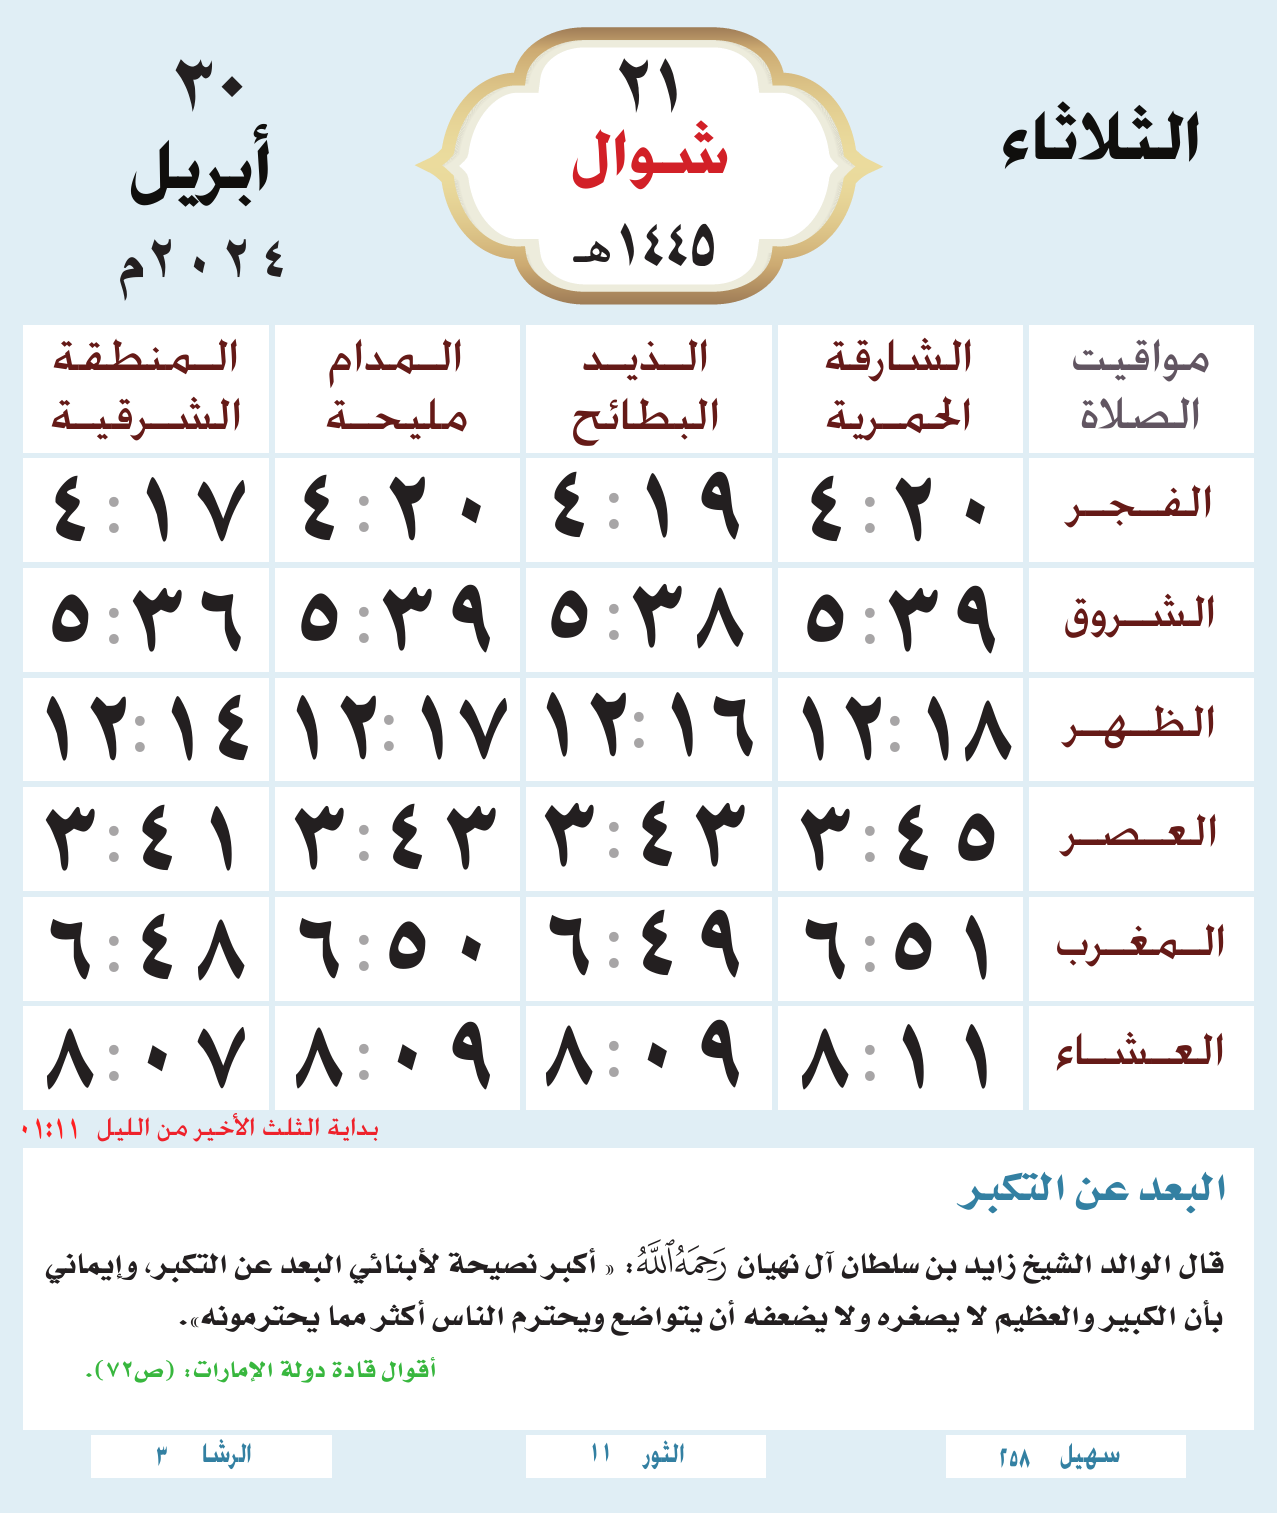 الثلاثاء
٢١
شوال
١٤٤٥هـ
٣٠
أبريل
٢٠٢٤م
مواقيت الصلاة
الشارقة الحمرية
الذيد البطائح
المدام مليحة
المنطقة الشرقية
الفجر ٤:٢٠ ٤:١٩ ٤:٢٠ ٤:١٧
الشروق ٥:٣٩ ٥:٣٨ ٥:٣٩ ٥:٣٦
الظهر ١٢:١٨ ١٢:١٦ ١٢:١٧ ١٢:١٤
العصر ٣:٤٥ ٣:٤٣ ٣:٤٣ ٣:٤١
المغرب ٦:٥١ ٦:٤٩ ٦:٥٠ ٦:٤٨
العشاء ٨:١١ ٨:٠٩ ٨:٠٩ ٨:٠٧
بداية الثلث الأخير من الليل ٠١:١١
البعد عن التكبر
قال الوالد الشيخ زايد بن سلطان آل نهيان رَحِمَهُ ٱللَّهُ: « أكبر نصيحة لأبنائي البعد عن التكبر، وإيماني
بأن الكبير والعظيم لا يصغره ولا يضعفه أن يتواضع ويحترم الناس أكثر مما يحترمونه».
أقوال قادة دولة الإمارات: (ص٧٢).
سهيل ٢٥٨
الثور ١١
الرشا ٣